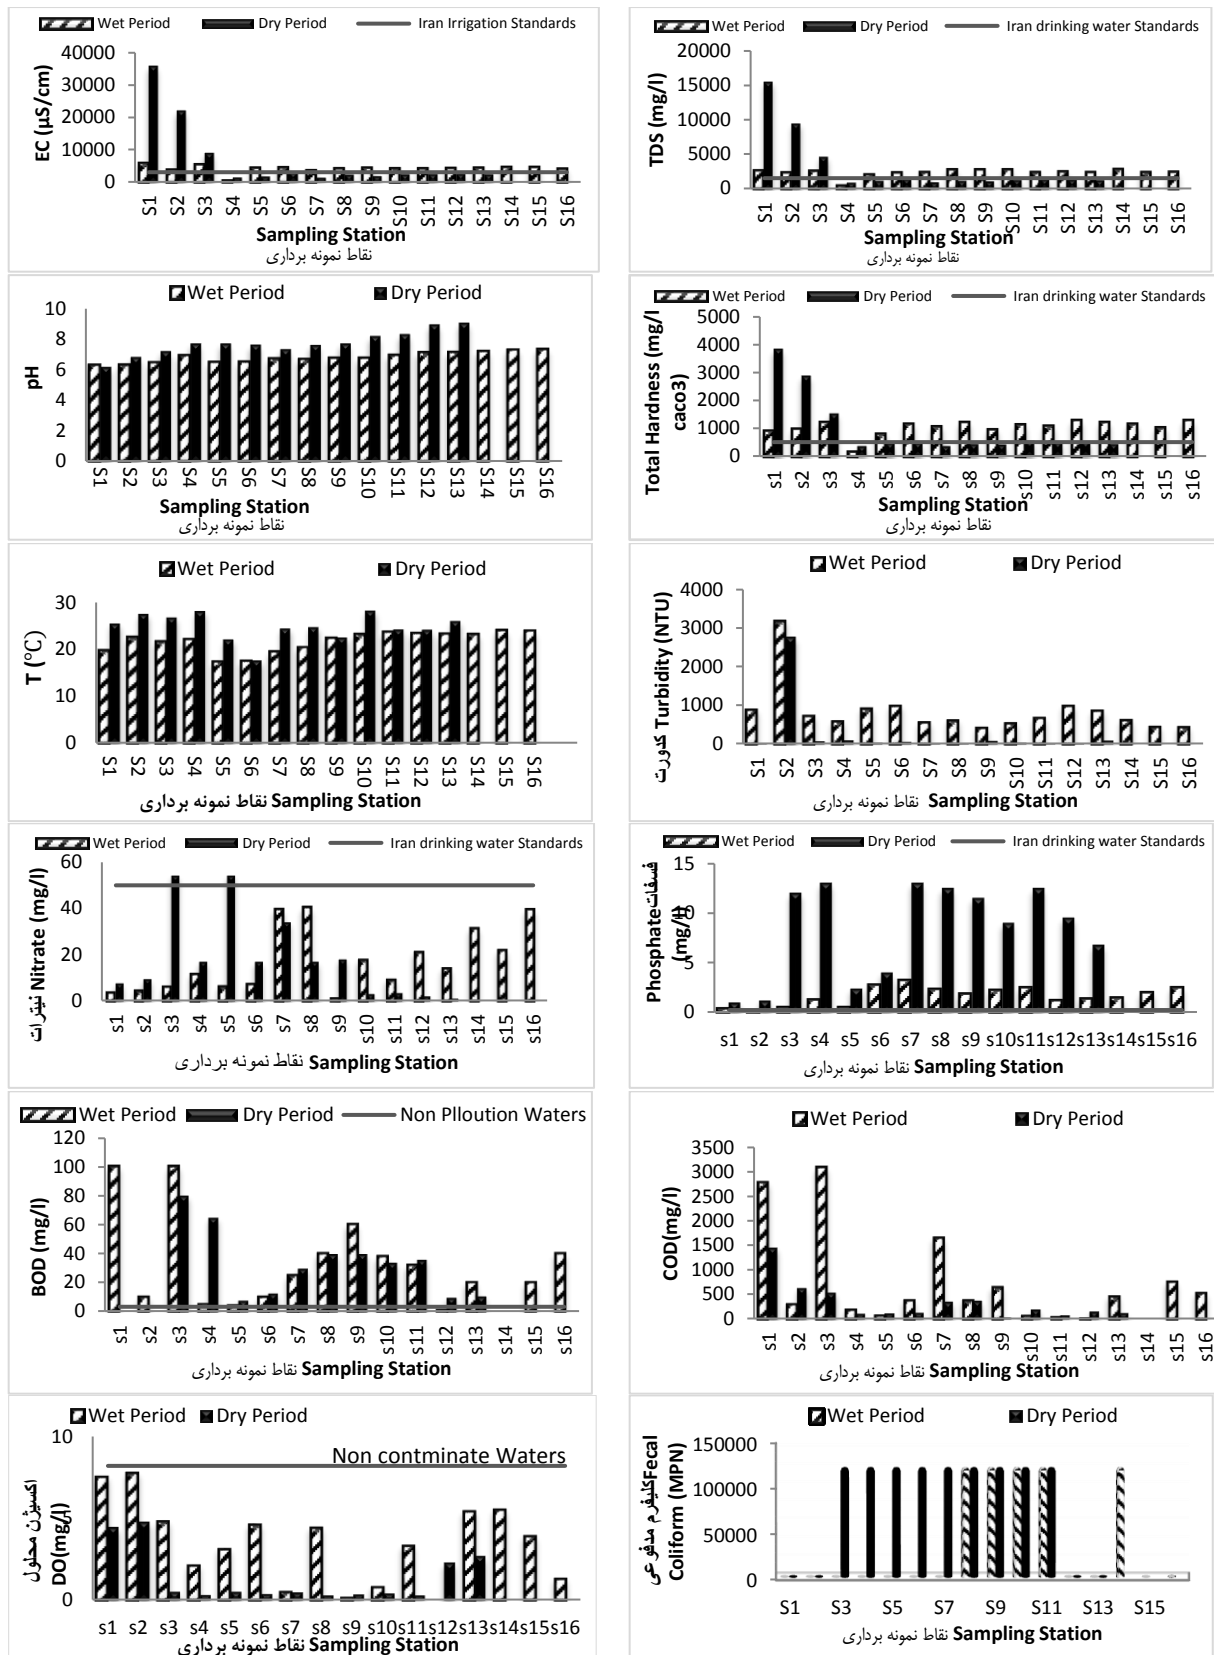 Wet Period Dry Period Iran Irrigation Standards
EC (µS/cm)
40000
30000
20000
10000
0
S1 S2 S3 S4 S5 S6 S7 S8 S9 S10 S11 S12 S13 S14 S15 S16
Sampling Station
نقاط نمونه برداری
Wet Period Dry Period Iran drinking water Standards
TDS (mg/l)
20000
15000
10000
5000
0
S1 S2 S3 S4 S5 S6 S7 S8 S9 S10 S11 S12 S13 S14 S15 S16
Sampling Station
نقاط نمونه برداری
Wet Period Dry Period
pH
10
8
6
4
2
0
S1 S2 S3 S4 S5 S6 S7 S8 S9 S10 S11 S12 S13 S14 S15 S16
Sampling Station
نقاط نمونه برداری
Wet Period Dry Period Iran drinking water Standards
Total Hardness (mg/l
caco3)
5000
4000
3000
2000
1000
0
s1 s2 s3 s4 s5 s6 s7 s8 s9 s10 s11 s12 s13 s14 s15 s16
Sampling Station
نقاط نمونه برداری
Wet Period Dry Period
T (°C)
30
20
10
0
S1 S2 S3 S4 S5 S6 S7 S8 S9 S10 S11 S12 S13 S14 S15 S16
نقاط نمونه برداری Sampling Station
Wet Period Dry Period
کدورت Turbidity (NTU)
4000
3000
2000
1000
0
S1 S2 S3 S4 S5 S6 S7 S8 S9 S10 S11 S12 S13 S14 S15 S16
نقاط نمونه برداری Sampling Station
Wet Period Dry Period Iran drinking water Standards
نیترات Nitrate (mg/l)
60
40
20
0
s1 s2 s3 s4 s5 s6 s7 s8 s9 s10 s11 s12 s13 s14 s15 s16
نقاط نمونه برداری Sampling Station
Wet Period Dry Period Iran drinking water Standards
Phosphate فسفات
(mg/l)
15
10
5
0
s1 s2 s3 s4 s5 s6 s7 s8 s9 s10 s11 s12 s13 s14 s15 s16
نقاط نمونه برداری Sampling Station
Wet Period Dry Period Non Plloution Waters
BOD (mg/l)
120
100
80
60
40
20
0
s1 s2 s3 s4 s5 s6 s7 s8 s9 s10 s11 s12 s13 s14 s15 s16
نقاط نمونه برداری Sampling Station
Wet Period Dry Period
COD(mg/l)
3500
3000
2500
2000
1500
1000
500
0
s1 s2 s3 s4 s5 s6 s7 s8 s9 s10 s11 s12 s13 s14 s15 s16
نقاط نمونه برداری Sampling Station
Wet Period Dry Period
Non contminate Waters
اکسیژن محلول
DO(mg/l)
10
0
s1 s2 s3 s4 s5 s6 s7 s8 s9 s10 s11 s12 s13 s14 s15 s16
نقاط نمونه برداری Sampling Station
Wet Period Dry Period
کلیفرم مدفوعی Fecal
Coliform (MPN)
150000
100000
50000
0
S1 S3 S5 S7 S9 S11 S13 S15
نقاط نمونه برداری Sampling Station